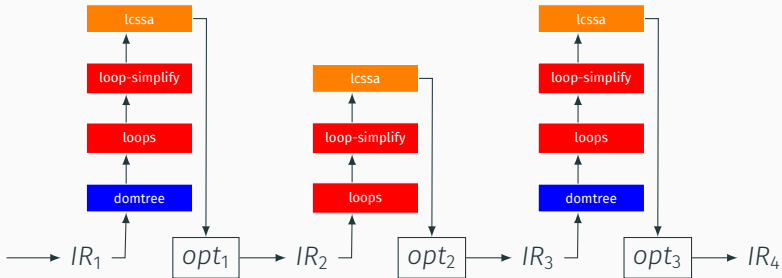 lcssa
loop-simplify
loops
domtree
lcssa
loop-simplify
loops
lcssa
loop-simplify
loops
domtree
IR₁ opt₁ IR₂ opt₂ IR₃ opt₃ IR₄